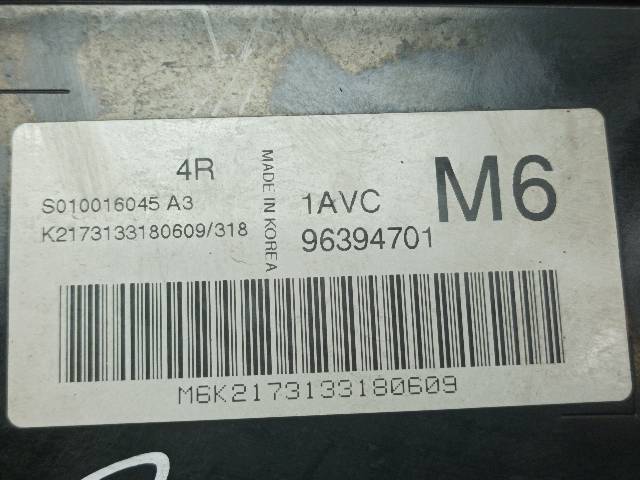 4R
S010016045 A3
K2173133180609/318
MADE IN KOREA
1AVC
96394701
M6
M6K2173133180609